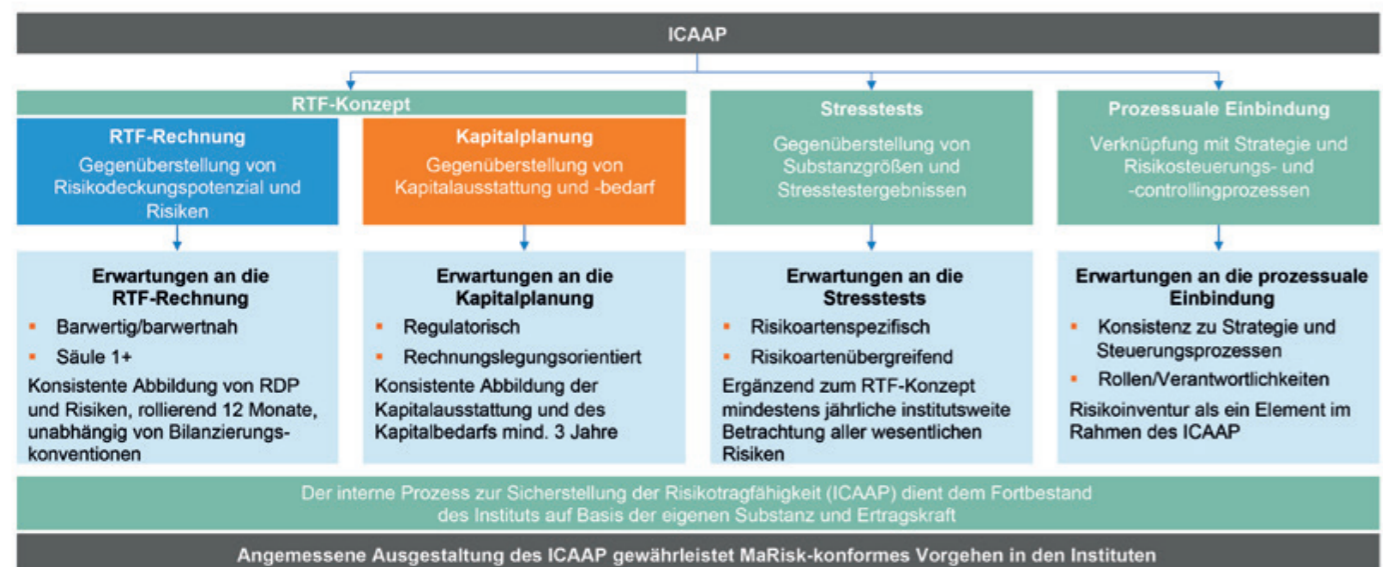 ICAAP
RTF-Konzept
RTF-Rechnung
Gegenüberstellung von
Risikodeckungspotenzial und
Risiken
Kapitalplanung
Gegenüberstellung von
Kapitalausstattung und -bedarf
Stresstests
Gegenüberstellung von
Substanzgrößen und
Stresstestergebnissen
Prozessuale Einbindung
Verknüpfung mit Strategie und
Risikosteuerungs- und
-controllingprozessen
Erwartungen an die
RTF-Rechnung
▪ Barwertig/barwertnah
▪ Säule 1+
Konsistente Abbildung von RDP
und Risiken, rollierend 12 Monate,
unabhängig von Bilanzierungs-
konventionen
Erwartungen an die
Kapitalplanung
▪ Regulatorisch
▪ Rechnungslegungsorientiert
Konsistente Abbildung der
Kapitalausstattung und des
Kapitalbedarfs mind. 3 Jahre
Erwartungen an die
Stresstests
▪ Risikoartenspezifisch
▪ Risikoartenübergreifend
Ergänzend zum RTF-Konzept
mindestens jährliche institutsweite
Betrachtung aller wesentlichen
Risiken
Erwartungen an die prozessuale
Einbindung
▪ Konsistenz zu Strategie und
Steuerungsprozessen
▪ Rollen/Verantwortlichkeiten
Risikoinventur als ein Element im
Rahmen des ICAAP
Der interne Prozess zur Sicherstellung der Risikotragfähigkeit (ICAAP) dient dem Fortbestand
des Instituts auf Basis der eigenen Substanz und Ertragskraft
Angemessene Ausgestaltung des ICAAP gewährleistet MaRisk-konformes Vorgehen in den Instituten